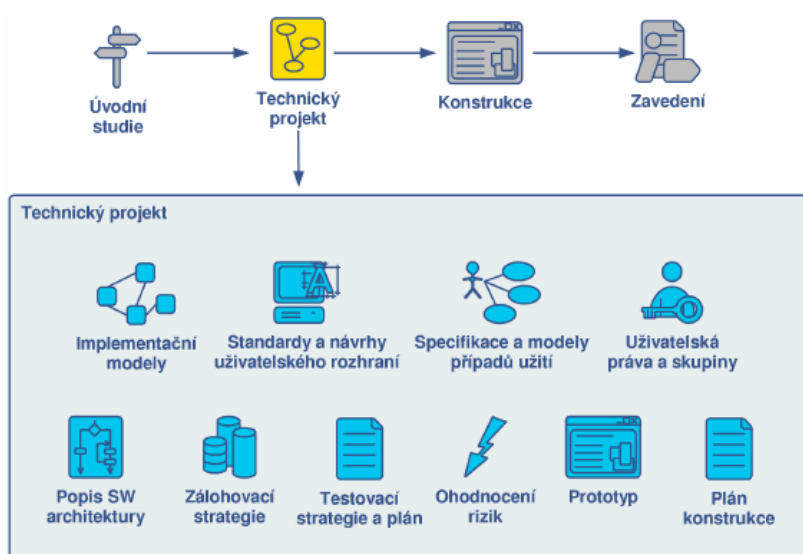 Úvodní
studie
Technický
projekt
Konstrukce
Zavedení
Technický projekt
Implementační
modely
Standardy a návrhy
uživatelského rozhraní
Specifikace a modely
případů užití
Uživatelská
práva a skupiny
Popis SW
architektury
Zálohovací
strategie
Testovací
strategie a plán
Ohodnocení
rizik
Prototyp
Plán
konstrukce